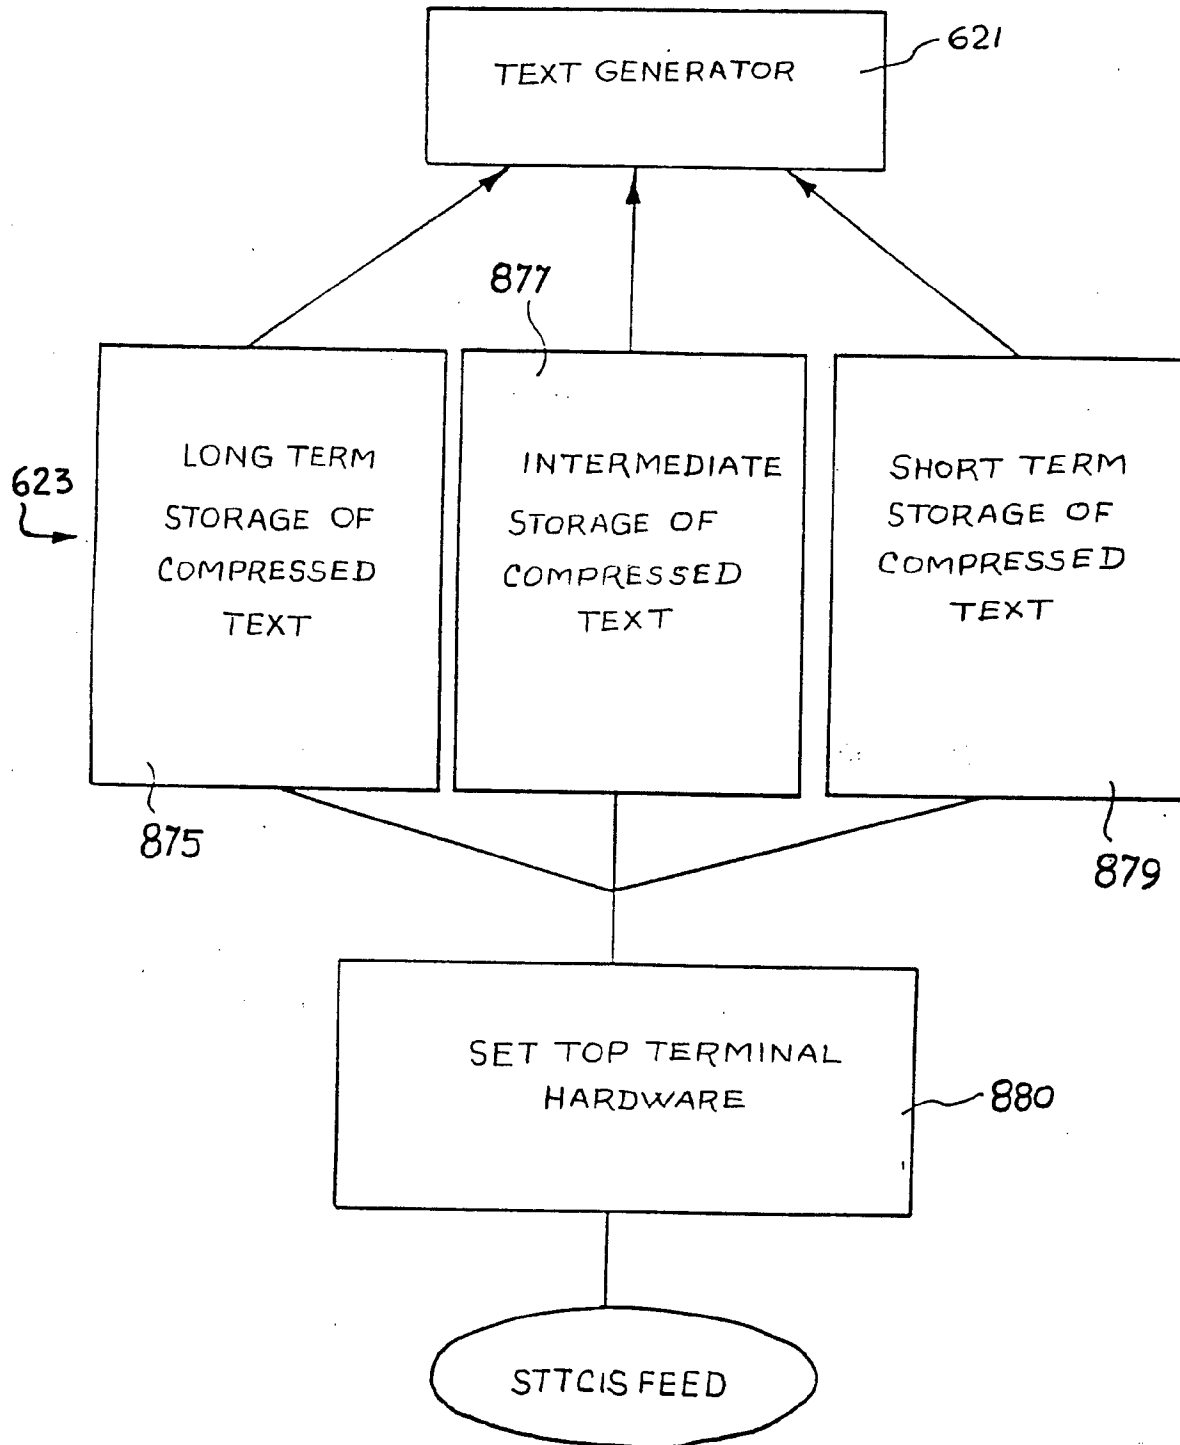 TEXT GENERATOR
621
877
623
LONG TERM
STORAGE OF
COMPRESSED
TEXT
INTERMEDIATE
STORAGE OF
COMPRESSED
TEXT
SHORT TERM
STORAGE OF
COMPRESSED
TEXT
875
879
SET TOP TERMINAL
HARDWARE
880
STTCIS FEED